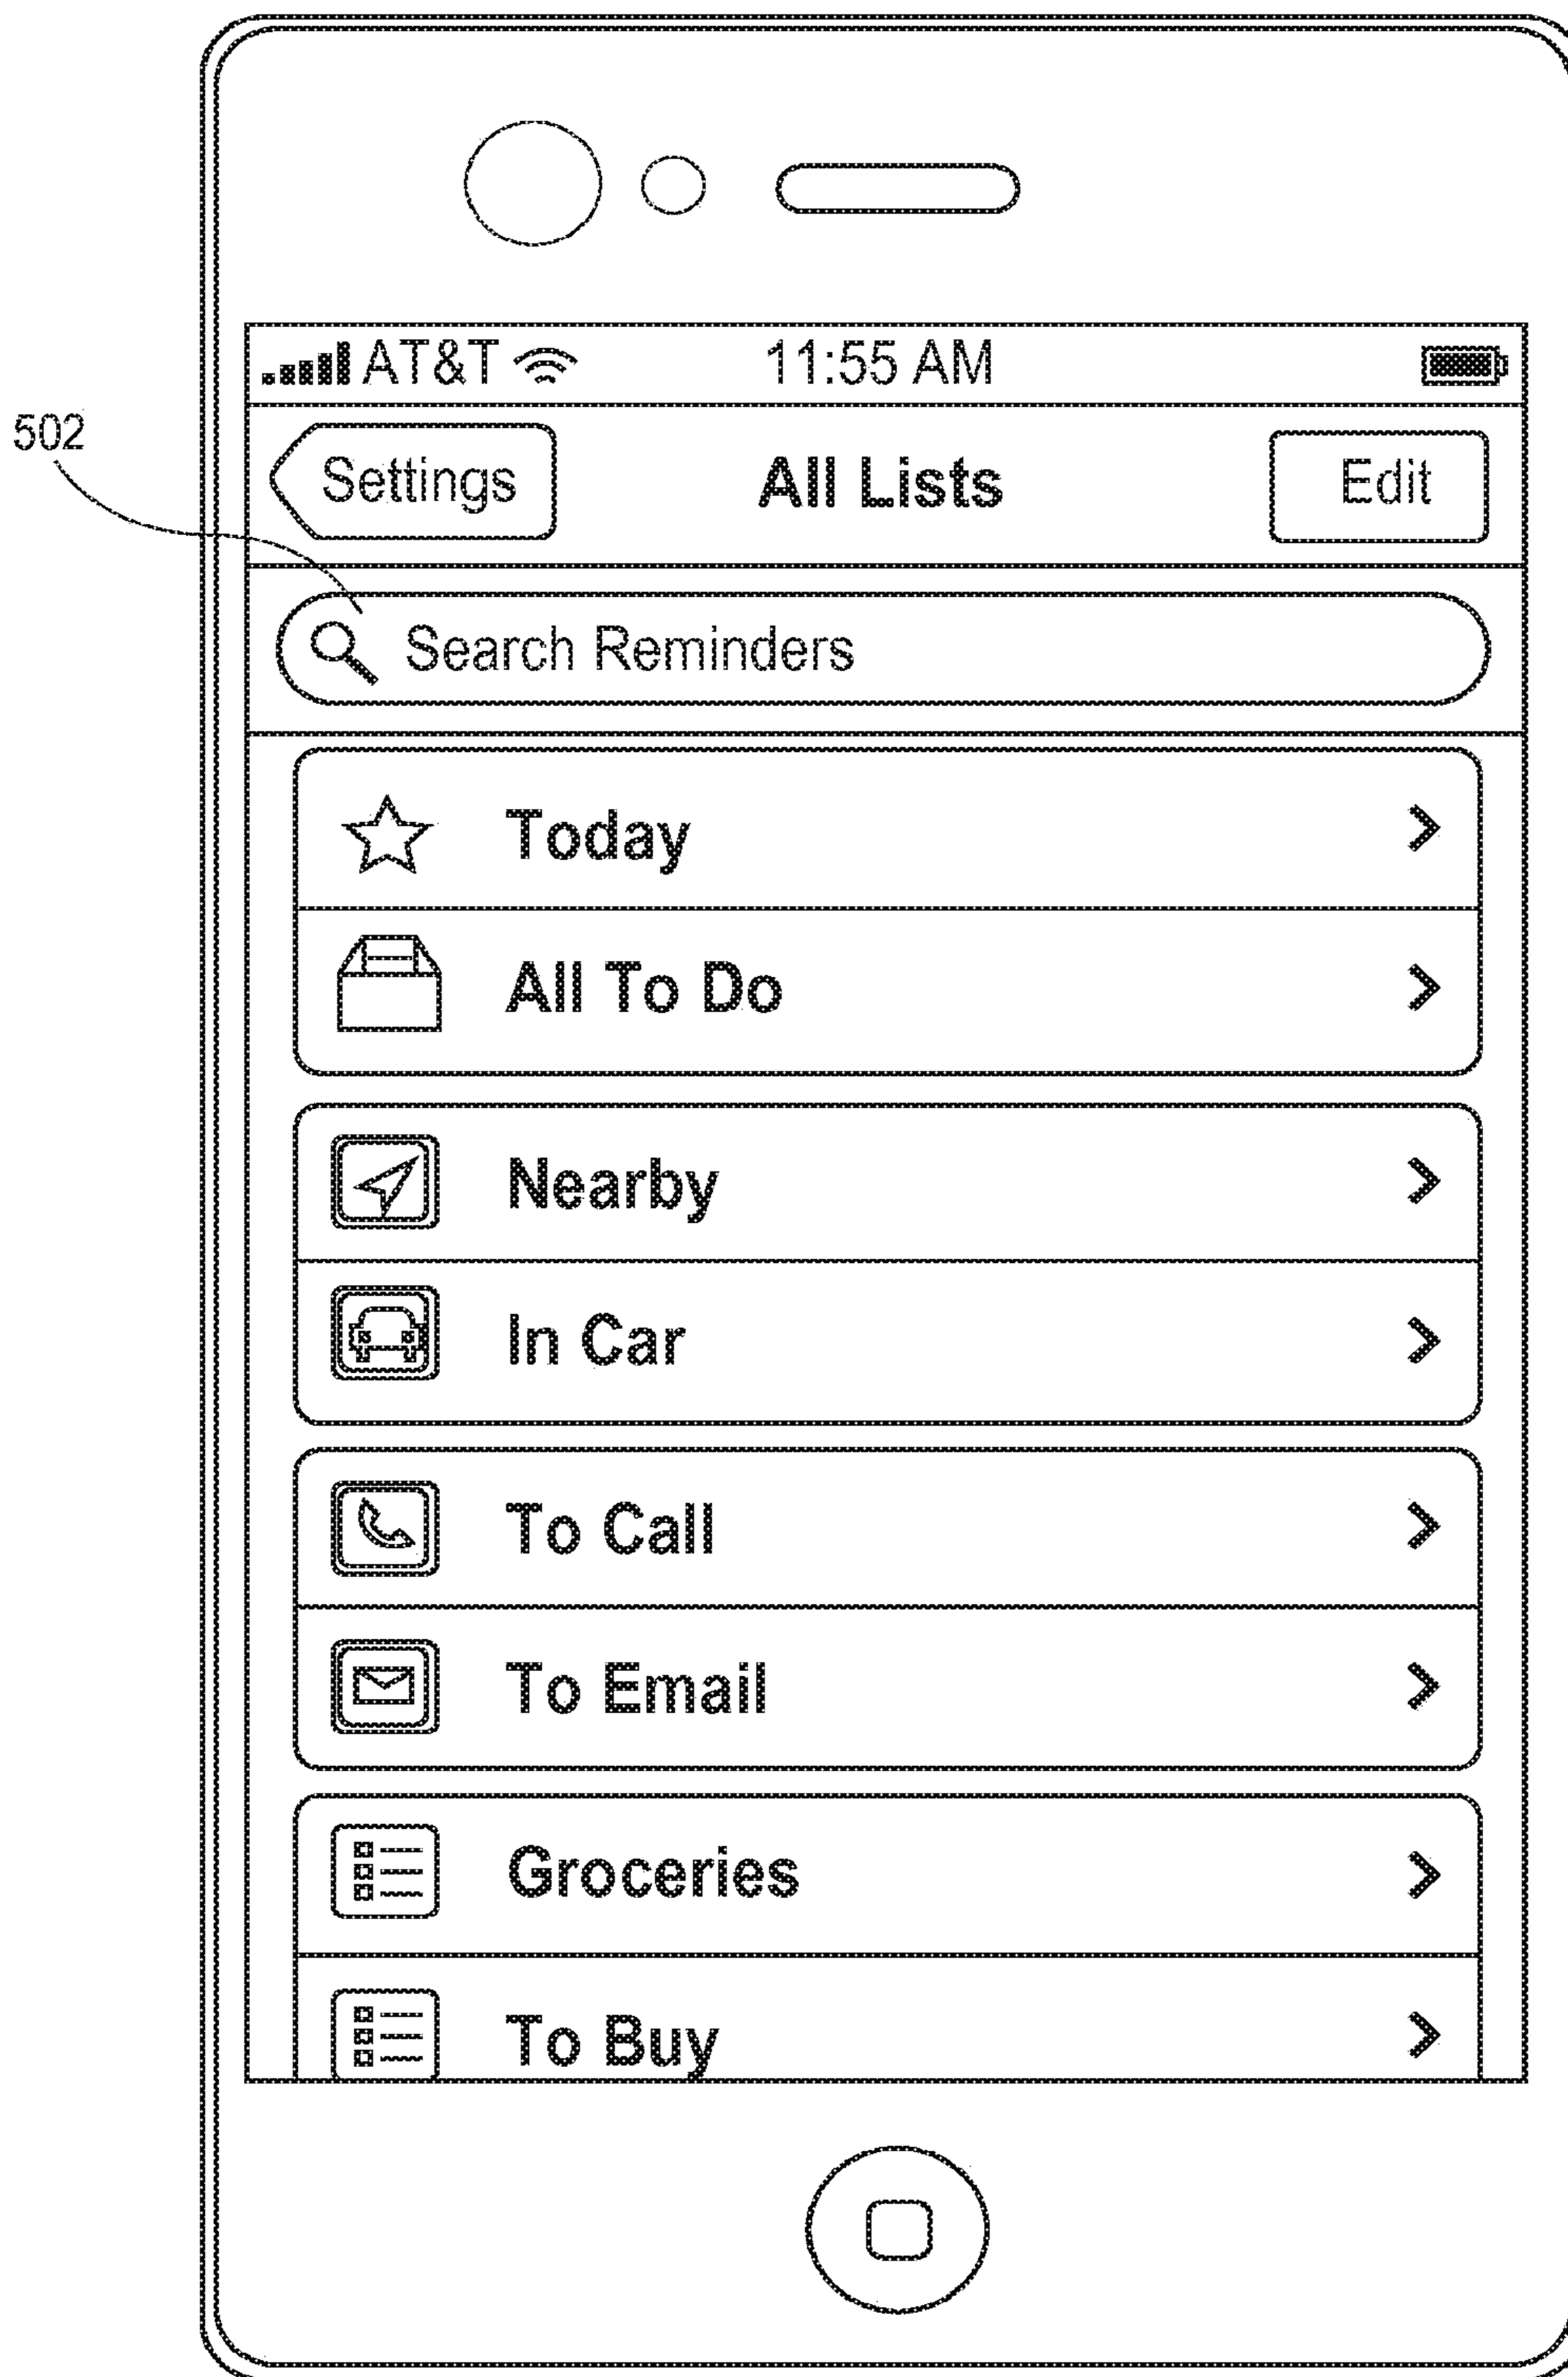 AT&T 11:55 AM
502
Settings All Lists Edit
Search Reminders
Today
All To Do
Nearby
In Car
To Call
To Email
Groceries
To Buy